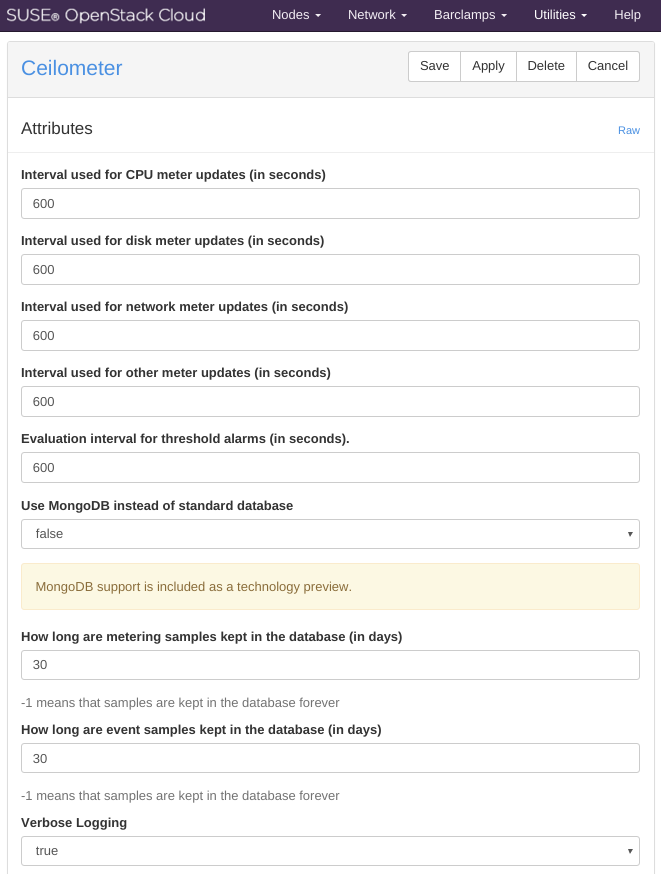 SUSE® OpenStack Cloud Nodes Network Barclamps Utilities Help
Ceilometer Save Apply Delete Cancel
Attributes Raw
Interval used for CPU meter updates (in seconds)
600
Interval used for disk meter updates (in seconds)
600
Interval used for network meter updates (in seconds)
600
Interval used for other meter updates (in seconds)
600
Evaluation interval for threshold alarms (in seconds).
600
Use MongoDB instead of standard database
false
MongoDB support is included as a technology preview.
How long are metering samples kept in the database (in days)
30
-1 means that samples are kept in the database forever
How long are event samples kept in the database (in days)
30
-1 means that samples are kept in the database forever
Verbose Logging
true